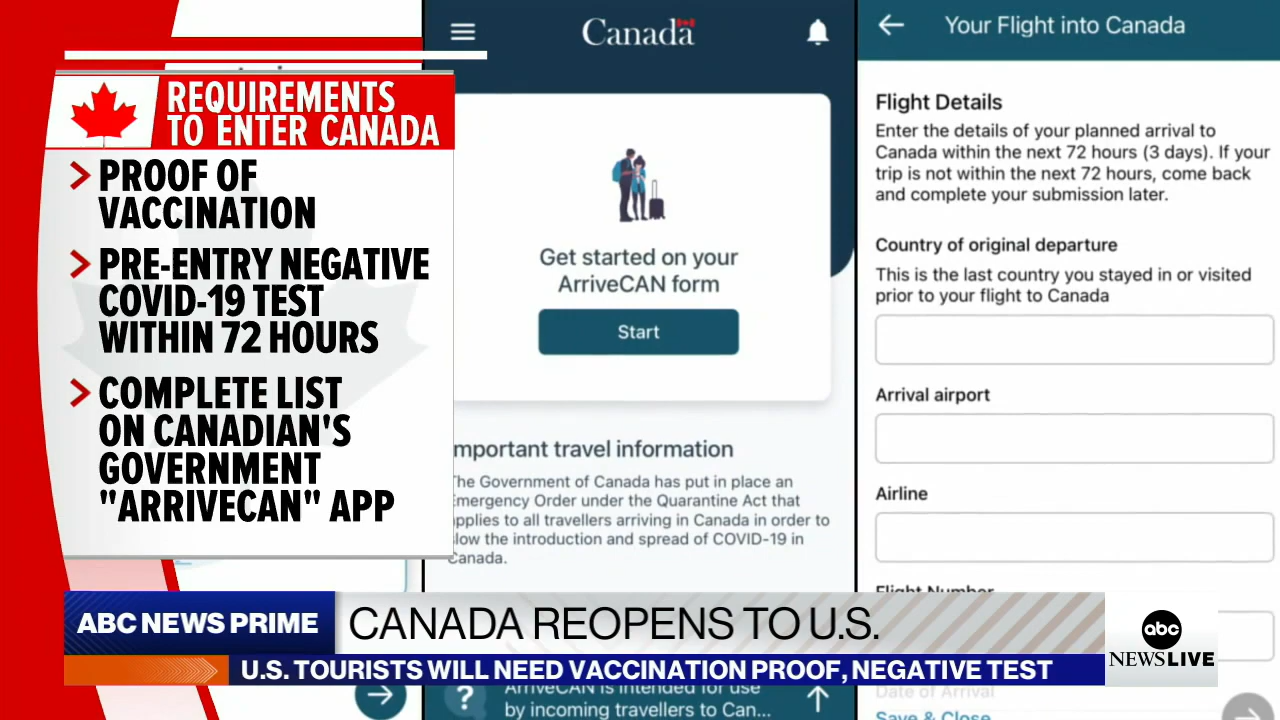 REQUIREMENTS
TO ENTER CANADA
PROOF OF
VACCINATION
PRE-ENTRY NEGATIVE
COVID-19 TEST
WITHIN 72 HOURS
COMPLETE LIST
ON CANADIAN'S
GOVERNMENT
"ARRIVECAN" APP
Canada
Get started on your
ArriveCAN form
Start
mportant travel information
The Government of Canada has put in place an
Emergency Order under the Quarantine Act that
applies to all travellers arriving in Canada in order to
slow the introduction and spread of COVID-19 in
Canada.
ArriveCAN is intended for use
by incoming travellers to Can...
?
Your Flight into Canada
Flight Details
Enter the details of your planned arrival to
Canada within the next 72 hours (3 days). If your
trip is not within the next 72 hours, come back
and complete your submission later.
Country of original departure
This is the last country you stayed in or visited
prior to your flight to Canada
Arrival airport
Airline
Flight Number
Date of Arrival
Save & Close
ABC NEWS PRIME
CANADA REOPENS TO U.S.
U.S. TOURISTS WILL NEED VACCINATION PROOF, NEGATIVE TEST
abc
NEWSLIVE